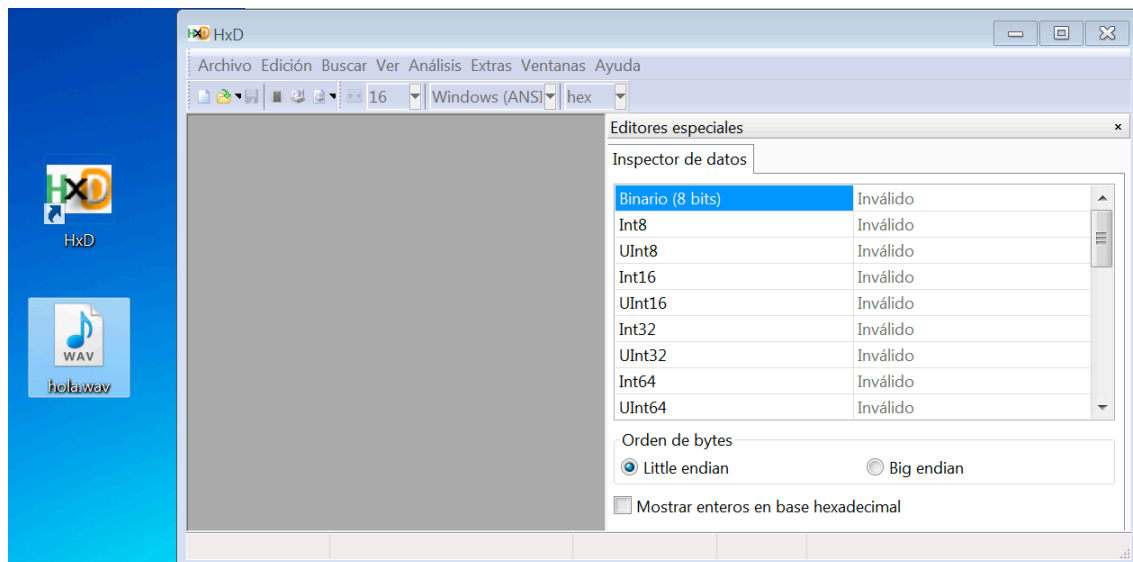 HxD
Archivo Edición Buscar Ver Análisis Extras Ventanas Ayuda
16 Windows (ANSI hex
Editores especiales
Inspector de datos
Binario (8 bits) Inválido
Int8 Inválido
UInt8 Inválido
Int16 Inválido
UInt16 Inválido
Int32 Inválido
UInt32 Inválido
Int64 Inválido
UInt64 Inválido
Orden de bytes
Little endian Big endian
Mostrar enteros en base hexadecimal
HxD
HxD
WAV
hola.wav